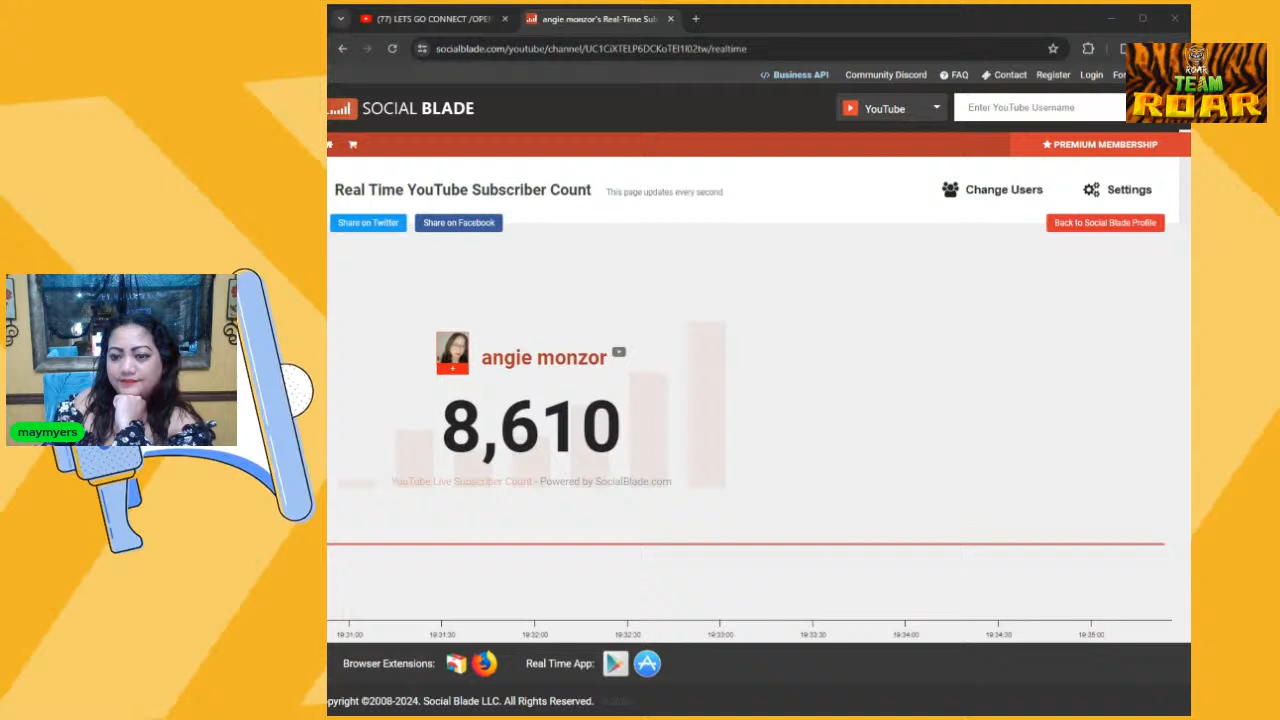 (77) LETS GO CONNECT /OPE
angie monzor's Real-Time Sub
socialblade.com/youtube/channel/UC1CiXTELP6DCKoTEI1I02tw/realtime
Business API
Community Discord
FAQ
Contact
Register
Login
ROAR
TEAM
ROAR
SOCIAL BLADE
YouTube
Enter YouTube Username
PREMIUM MEMBERSHIP
Real Time YouTube Subscriber Count
This page updates every second
Change Users
Settings
Share on Twitter
Share on Facebook
Back to Social Blade Profile
angie monzor
8,610
YouTube Live Subscriber Count - Powered by SocialBlade.com
maymyers
19:31:00
19:31:30
19:32:00
19:32:30
19:33:00
19:33:30
19:34:00
19:34:30
19:35:00
Browser Extensions:
Real Time App:
pyright ©2008-2024. Social Blade LLC. All Rights Reserved.